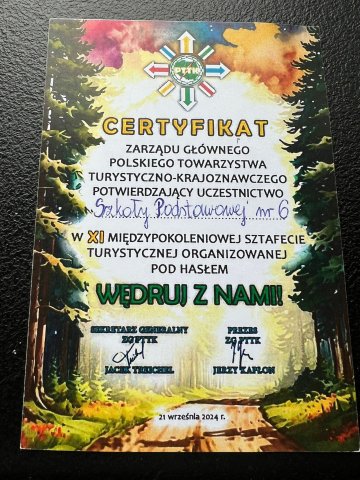 PTTK
CERTYFIKAT
ZARZĄDU GŁÓWNEGO
POLSKIEGO TOWARZYSTWA
TURYSTYCZNO-KRAJOZNAWCZEGO
POTWIERDZAJĄCY UCZESTNICTWO
Szkoły Podstawowej nr 6
W XI MIĘDZYPOKOLENIOWEJ SZTAFECIE
TURYSTYCZNEJ ORGANIZOWANEJ
POD HASŁEM
WĘDRUJ Z NAMI!
SEKRETARZ GENERALNY PREZES
ZG PTTK ZG PTTK
JACEK TREICHEL JERZY KAPŁON
21 września 2024 r.